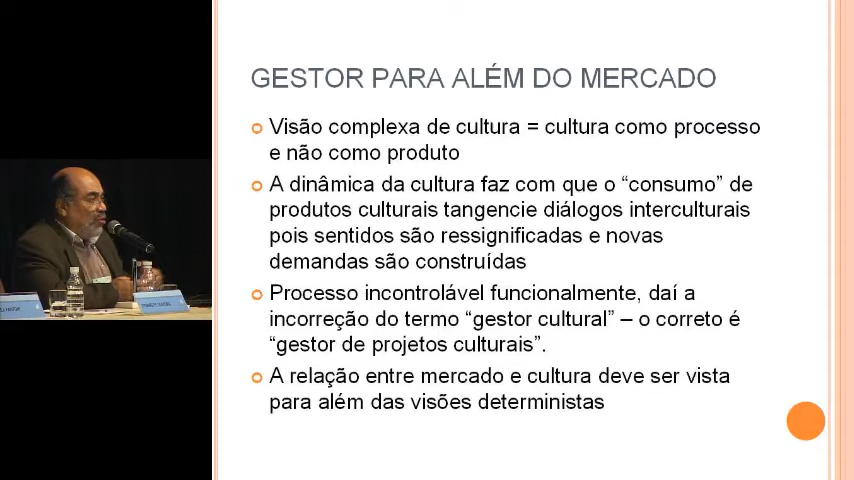 GESTOR PARA ALÉM DO MERCADO
Visão complexa de cultura = cultura como processo
e não como produto
A dinâmica da cultura faz com que o “consumo” de
produtos culturais tangencie diálogos interculturais
pois sentidos são ressignificadas e novas
demandas são construídas
Processo incontrolável funcionalmente, daí a
incorreção do termo “gestor cultural” – o correto é
“gestor de projetos culturais”.
A relação entre mercado e cultura deve ser vista
para além das visões deterministas